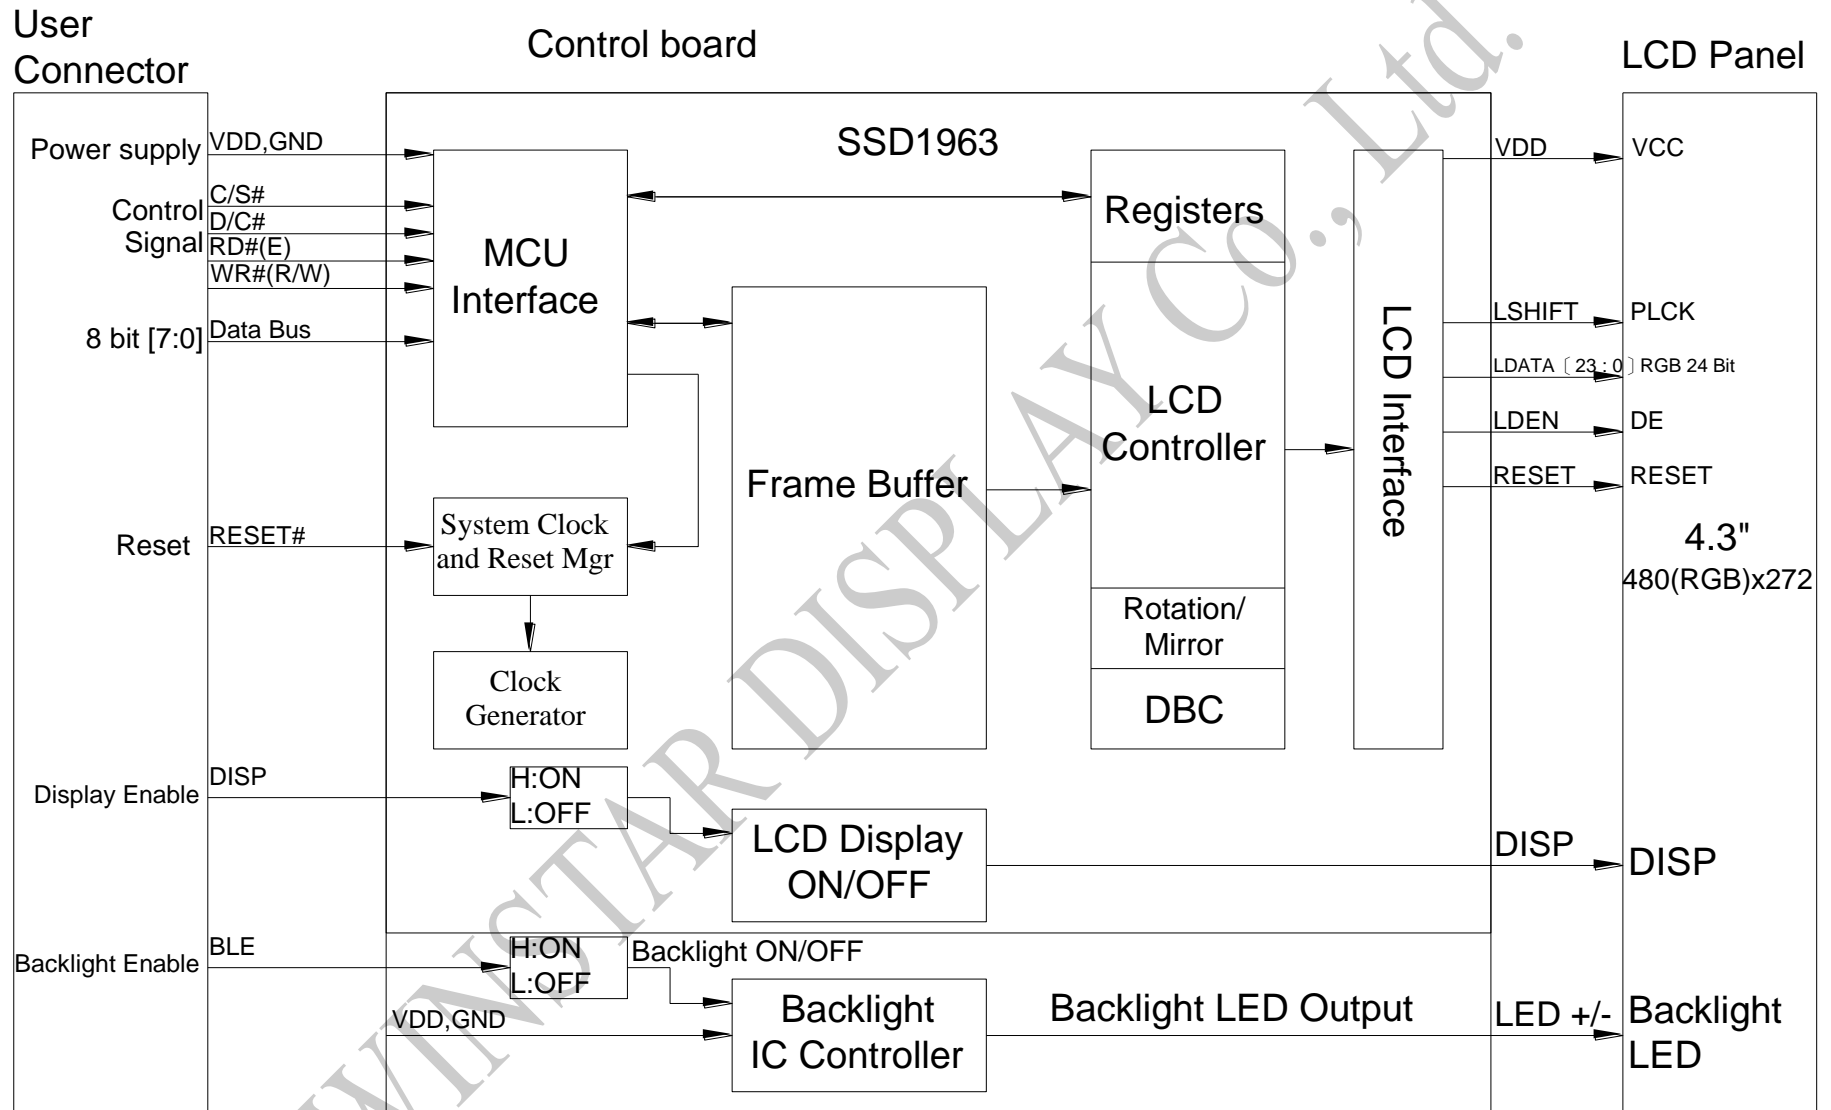 User
Connector
Control board
LCD Panel
Power supply
VDD,GND
SSD1963
VDD
VCC
Control
Signal
C/S#
D/C#
RD#(E)
WR#(R/W)
MCU
Interface
Registers
8 bit [7:0]
Data Bus
Frame Buffer
LCD
Controller
LCD Interface
LSHIFT
PLCK
LDATA〔23:0〕RGB 24 Bit
LDEN
DE
RESET
RESET
4.3"
480(RGB)x272
Reset
RESET#
System Clock
and Reset Mgr
Rotation/
Mirror
Clock
Generator
DBC
Display Enable
DISP
H:ON
L:OFF
LCD Display
ON/OFF
DISP
DISP
Backlight Enable
BLE
H:ON
L:OFF
Backlight ON/OFF
VDD,GND
Backlight
IC Controller
Backlight LED Output
LED +/-
Backlight
LED
WINSTAR DISPLAY Co., Ltd.